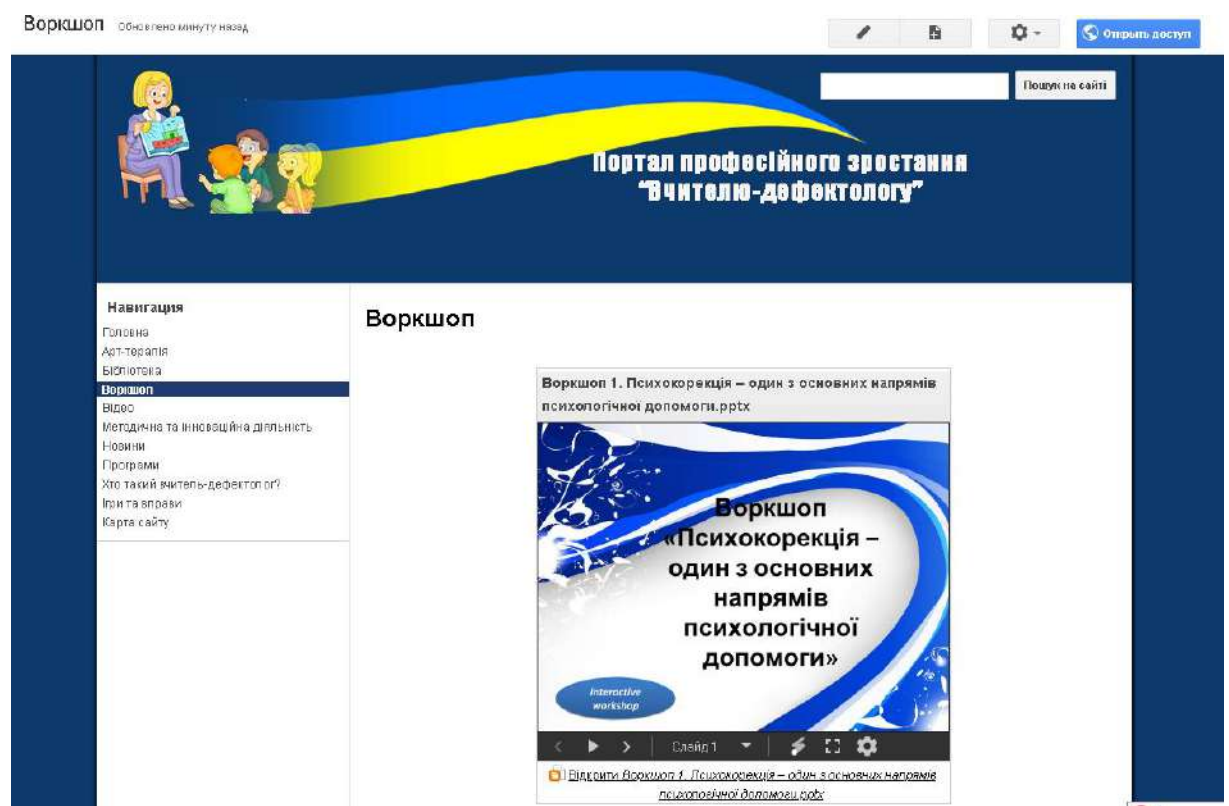 Воркшоп Обновлено минуту назад
Открыть доступ
Пошук на сайті
Портал професійного зростання
“Вчителю-дефектологу”
Навигация
Головна
Арт-терапія
Бібліотека
Воркшоп
Відео
Методична та інноваційна діяльність
Новини
Програми
Хто такий вчитель-дефектолог?
Ігри та вправи
Карта сайту
Воркшоп
Воркшоп 1. Психокорекція – один з основних напрямів
психологічної допомоги.pptx
Воркшоп
«Психокорекція –
один з основних
напрямів
психологічної
допомоги»
Interactive
workshop
Слайд 1
Відкрити Воркшоп 1. Психокорекція – один з основних напрямів
психологічної допомоги.pptx